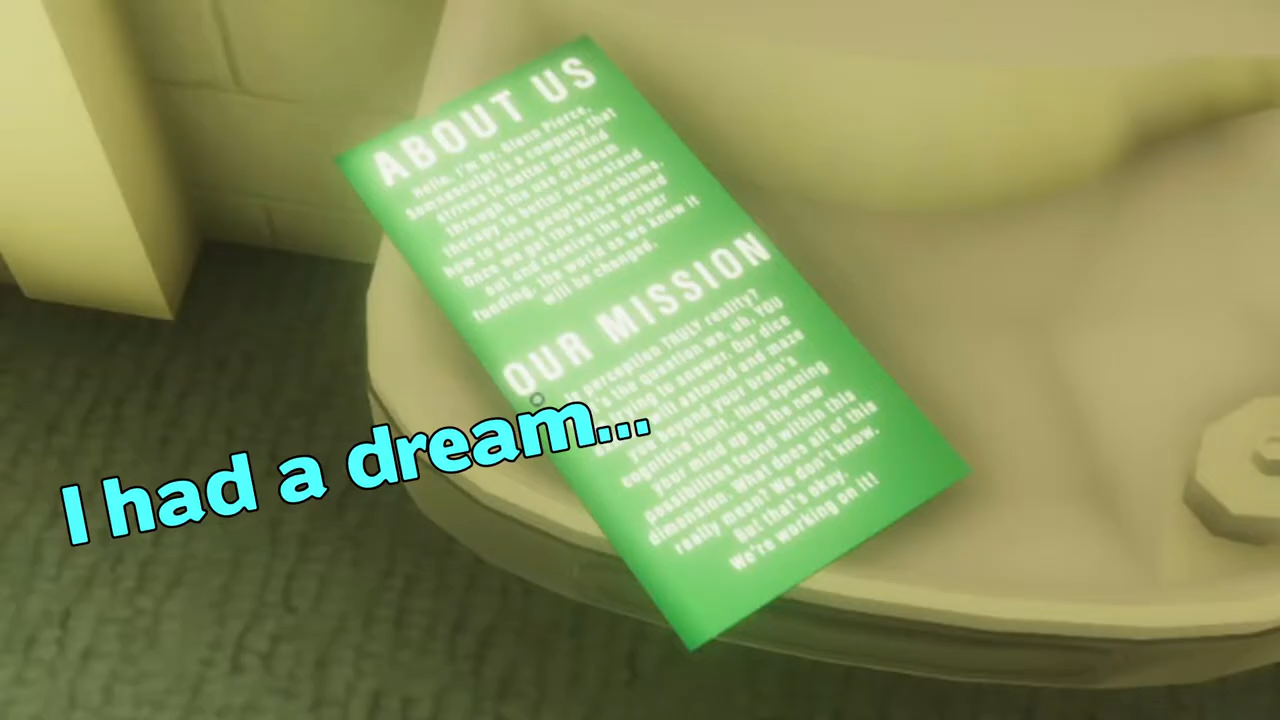 ABOUT US
Hello, I'm Dr. Glenn Pierce,
Somnasculpt is a company that
strives to better mankind
through the use of dream
therapy to better understand
how to solve people's problems.
Once we get the kinks worked
out and receive the proper
funding, the world as we know it
will be changed.
OUR MISSION
perception TRULY reality?
the question we, uh, YOU
trying to answer. Our dice
will astound and maze
you beyond your brain's
cognitive itself, thus opening
your mind up to the new
posibilities found within this
dimension. What does all of this
really mean? We don't know.
But that's okay.
We're working on it!
I had a dream...